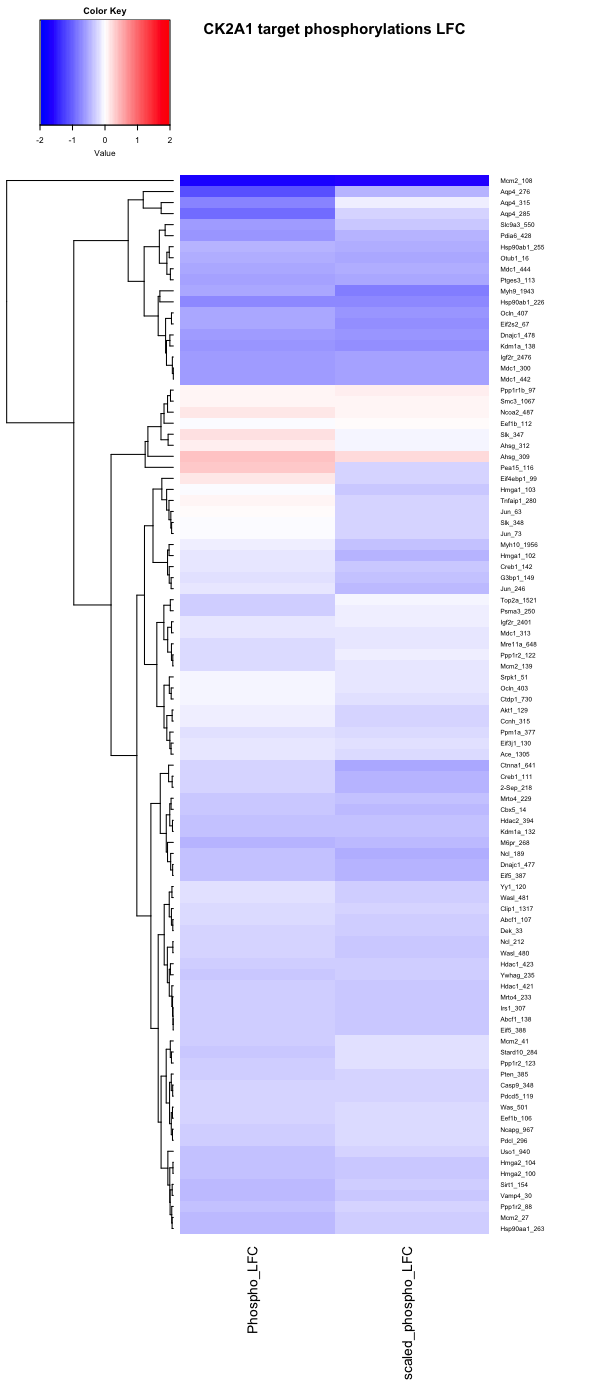 Color Key
CK2A1 target phosphorylations LFC
-2 -1 0 1 2
Value
Mcm2_108
Aqp4_276
Aqp4_315
Aqp4_285
Slc9a3_550
Pdia6_428
Hsp90ab1_255
Otub1_16
Mdc1_444
Ptges3_113
Myh9_1943
Hsp90ab1_226
Ocln_407
Eif2s2_67
Dnajc1_478
Kdm1a_138
Igf2r_2476
Mdc1_300
Mdc1_442
Ppp1r1b_97
Smc3_1067
Ncoa2_487
Eef1b_112
Slk_347
Ahsg_312
Ahsg_309
Pea15_116
Eif4ebp1_99
Hmga1_103
Tnfaip1_280
Jun_63
Slk_348
Jun_73
Myh10_1956
Hmga1_102
Creb1_142
G3bp1_149
Jun_246
Top2a_1521
Psma3_250
Igf2r_2401
Mdc1_313
Mre11a_648
Ppp1r2_122
Mcm2_139
Srpk1_51
Ocln_403
Ctdp1_730
Akt1_129
Ccnh_315
Ppm1a_377
Eif3j1_130
Ace_1305
Ctnna1_641
Creb1_111
2-Sep_218
Mrto4_229
Cbx5_14
Hdac2_394
Kdm1a_132
M6pr_268
Ncl_189
Dnajc1_477
Eif5_387
Yy1_120
Wasl_481
Clip1_1317
Abcf1_107
Dek_33
Ncl_212
Wasl_480
Hdac1_423
Ywhag_235
Hdac1_421
Mrto4_233
Irs1_307
Abcf1_138
Eif5_388
Mcm2_41
Stard10_284
Ppp1r2_123
Pten_385
Casp9_348
Pdcd5_119
Was_501
Eef1b_106
Ncapg_967
Pdcl_296
Uso1_940
Hmga2_104
Hmga2_100
Sirt1_154
Vamp4_30
Ppp1r2_88
Mcm2_27
Hsp90aa1_263
Phospho_LFC
scaled_phospho_LFC